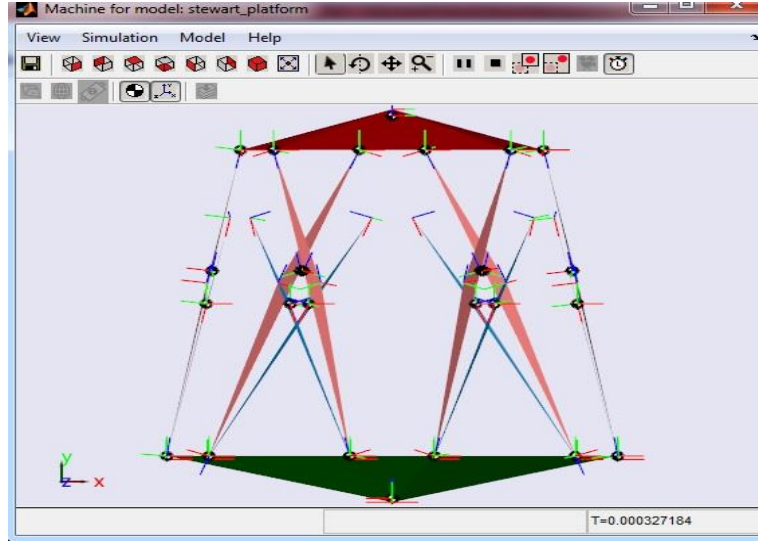 Machine for model: stewart_platform
View Simulation Model Help
y
z x
T=0.000327184